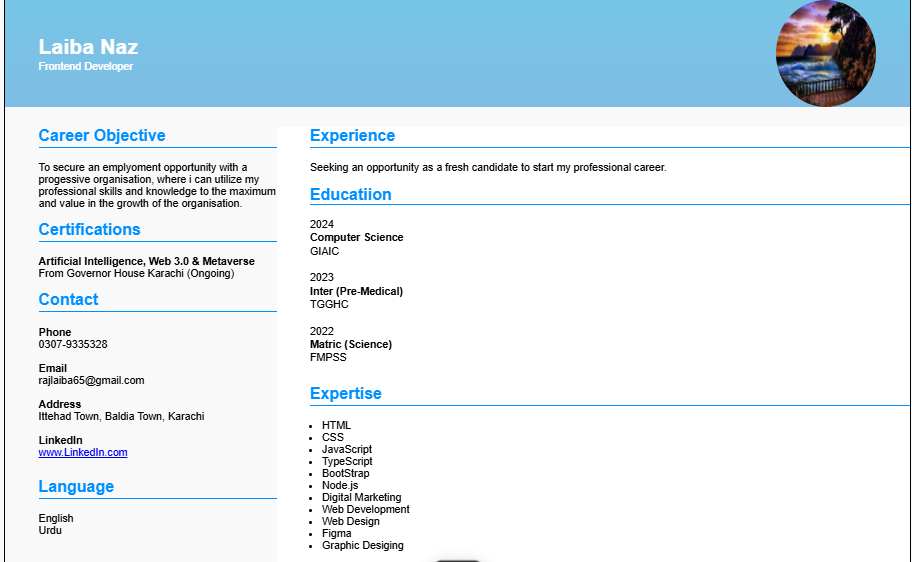 Laiba Naz
Frontend Developer
Career Objective
To secure an emplyoment opportunity with a
progessive organisation, where i can utilize my
professional skills and knowledge to the maximum
and value in the growth of the organisation.
Certifications
Artificial Intelligence, Web 3.0 & Metaverse
From Governor House Karachi (Ongoing)
Contact
Phone
0307-9335328
Email
rajlaiba65@gmail.com
Address
Ittehad Town, Baldia Town, Karachi
LinkedIn
www.LinkedIn.com
Language
English
Urdu
Experience
Seeking an opportunity as a fresh candidate to start my professional career.
Educatiion
2024
Computer Science
GIAIC
2023
Inter (Pre-Medical)
TGGHC
2022
Matric (Science)
FMPSS
Expertise
HTML
CSS
JavaScript
TypeScript
BootStrap
Node.js
Digital Marketing
Web Development
Web Design
Figma
Graphic Desiging